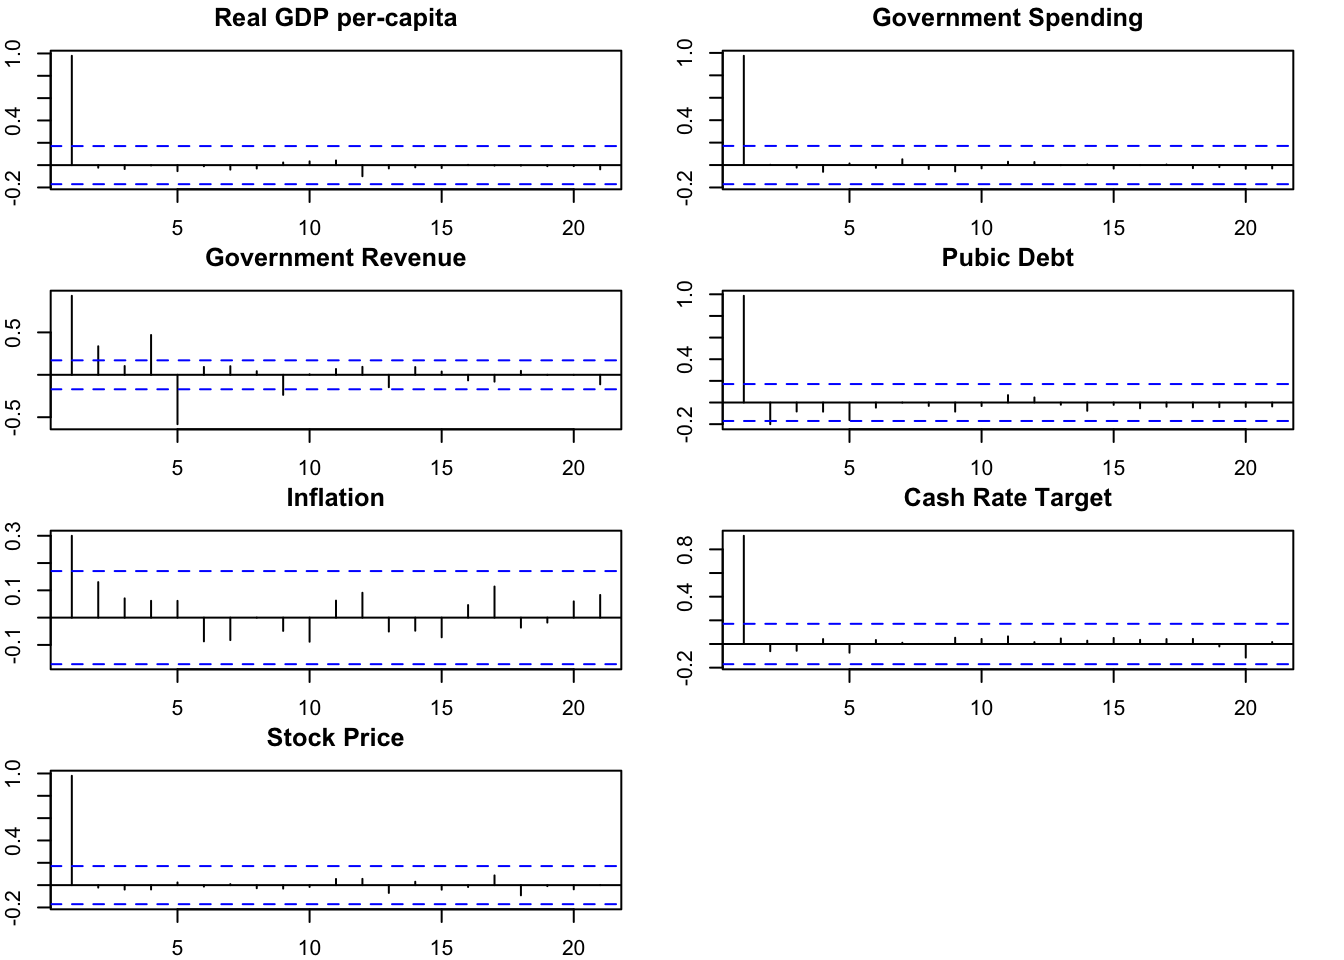 Real GDP per-capita
-0.2 0.4 1.0
5 10 15 20
Government Spending
-0.2 0.4 1.0
5 10 15 20
Government Revenue
-0.5 0.5
5 10 15 20
Pubic Debt
-0.2 0.4 1.0
5 10 15 20
Inflation
-0.1 0.1 0.3
5 10 15 20
Cash Rate Target
-0.2 0.4 0.8
5 10 15 20
Stock Price
-0.2 0.4 1.0
5 10 15 20